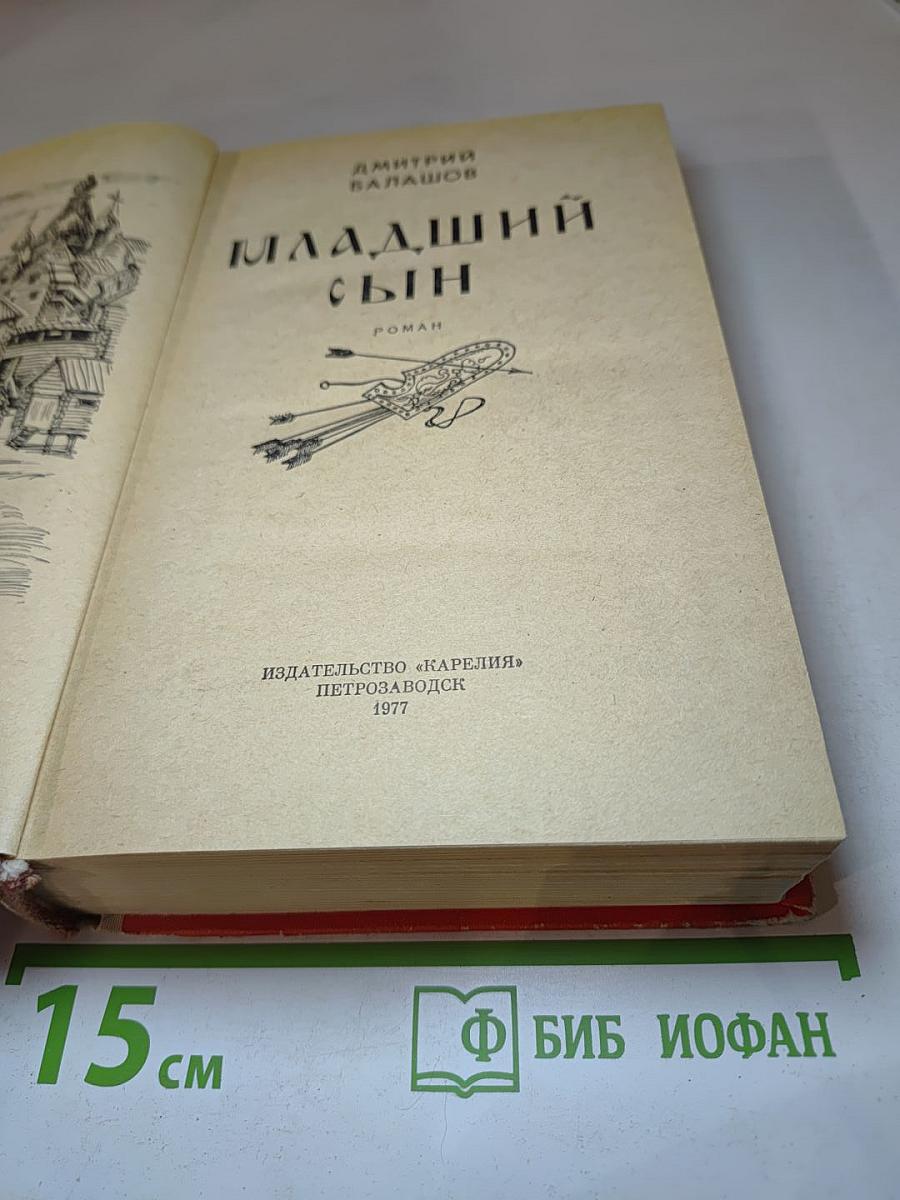 ДМИТРИЙ
БАЛАШОВ
МЛАДШИЙ
СЫН
РОМАН
ИЗДАТЕЛЬСТВО «КАРЕЛИЯ»
ПЕТРОЗАВОДСК
1977
15 см
Ф БИБ ИОФАН